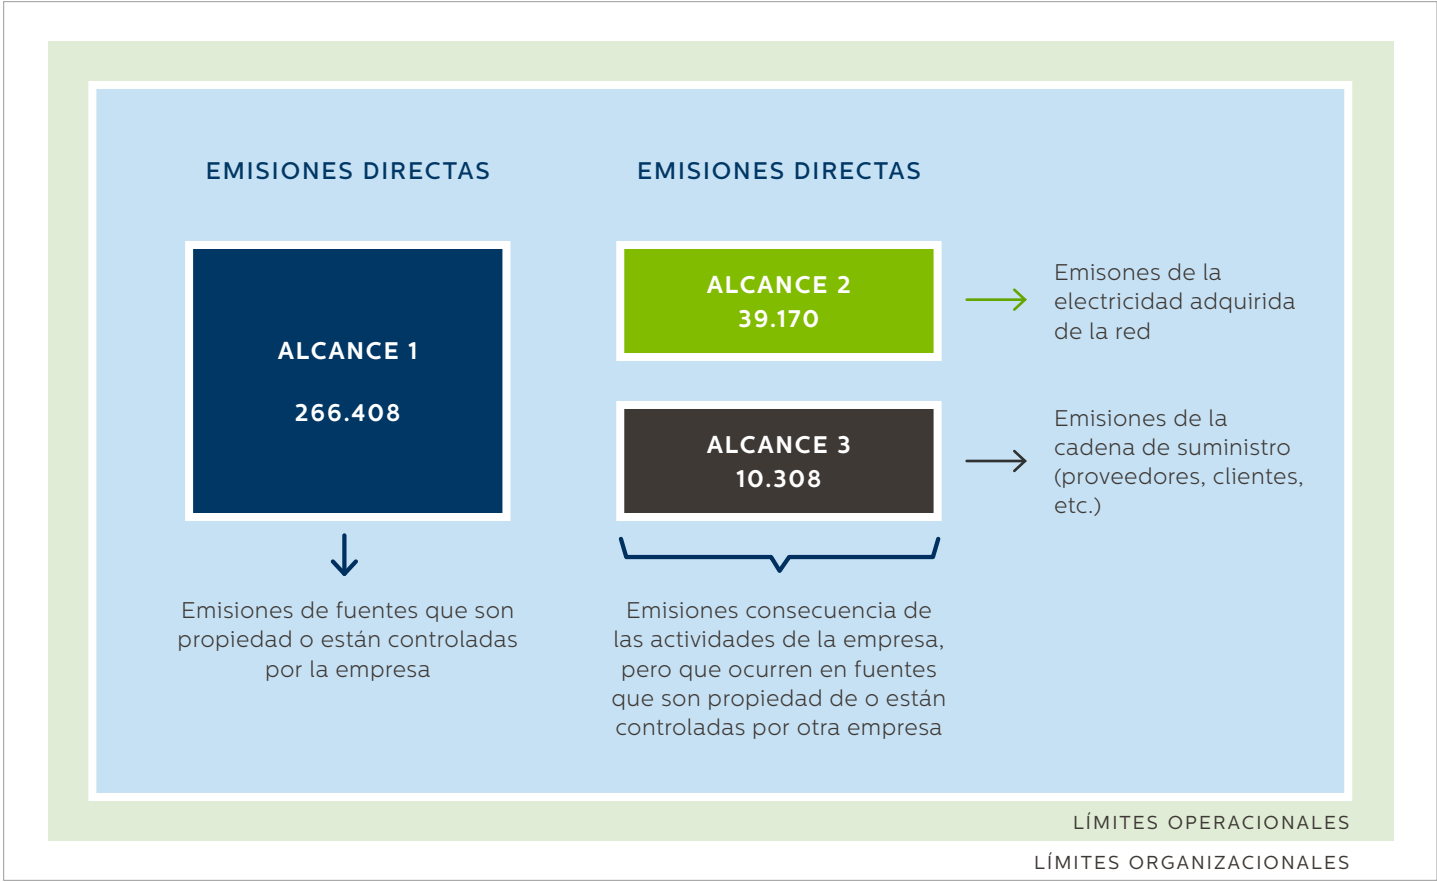 EMISIONES DIRECTAS
ALCANCE 1
266.408
Emisiones de fuentes que son
propiedad o están controladas
por la empresa
EMISIONES DIRECTAS
ALCANCE 2
39.170
Emisones de la
electricidad adquirida
de la red
ALCANCE 3
10.308
Emisiones de la
cadena de suministro
(proveedores, clientes,
etc.)
Emisiones consecuencia de
las actividades de la empresa,
pero que ocurren en fuentes
que son propiedad de o están
controladas por otra empresa
LÍMITES OPERACIONALES
LÍMITES ORGANIZACIONALES